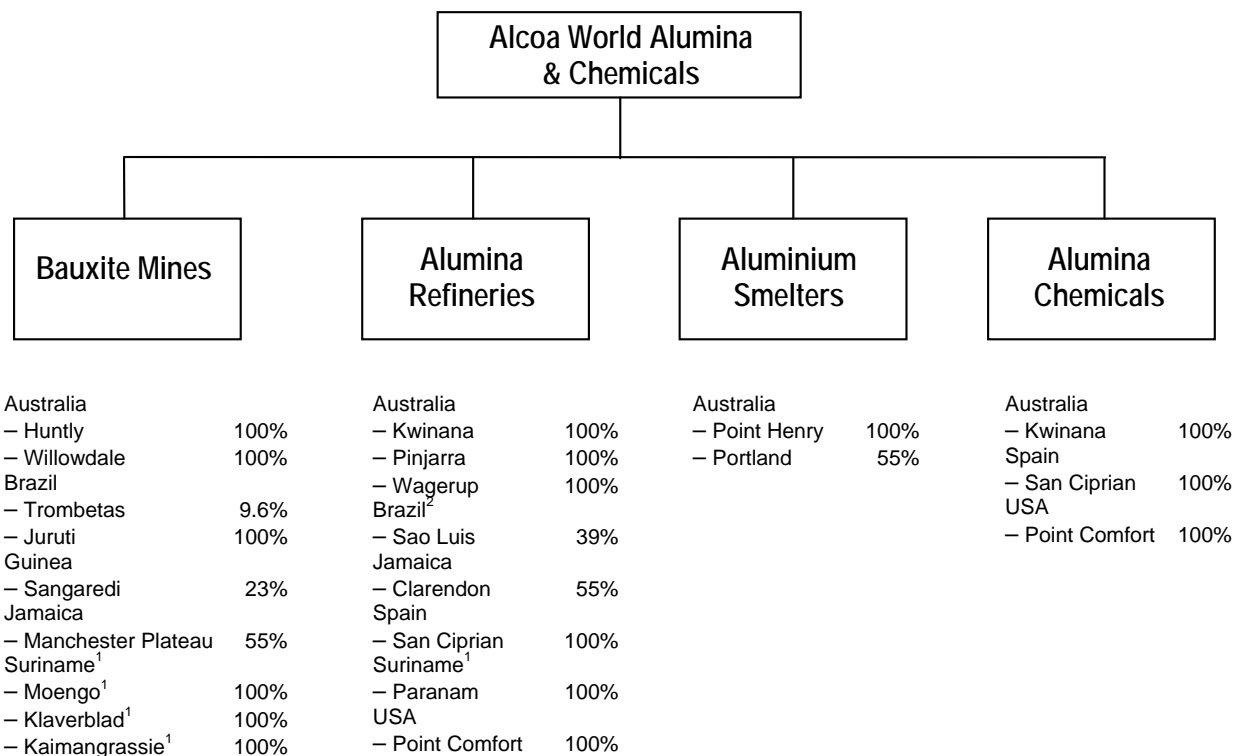 Alcoa World Alumina
& Chemicals
Bauxite Mines
Alumina
Refineries
Aluminium
Smelters
Alumina
Chemicals
Australia
– Huntly 100%
– Willowdale 100%
Brazil
– Trombetas 9.6%
– Juruti 100%
Guinea
– Sangaredi 23%
Jamaica
– Manchester Plateau 55%
Suriname¹
– Moengo¹ 100%
– Klaverblad¹ 100%
– Kaimangrassie¹ 100%
Australia
– Kwinana 100%
– Pinjarra 100%
– Wagerup 100%
Brazil²
– Sao Luis 39%
Jamaica
– Clarendon 55%
Spain
– San Ciprian 100%
Suriname¹
– Paranam 100%
USA
– Point Comfort 100%
Australia
– Point Henry 100%
– Portland 55%
Australia
– Kwinana 100%
Spain
– San Ciprian 100%
USA
– Point Comfort 100%